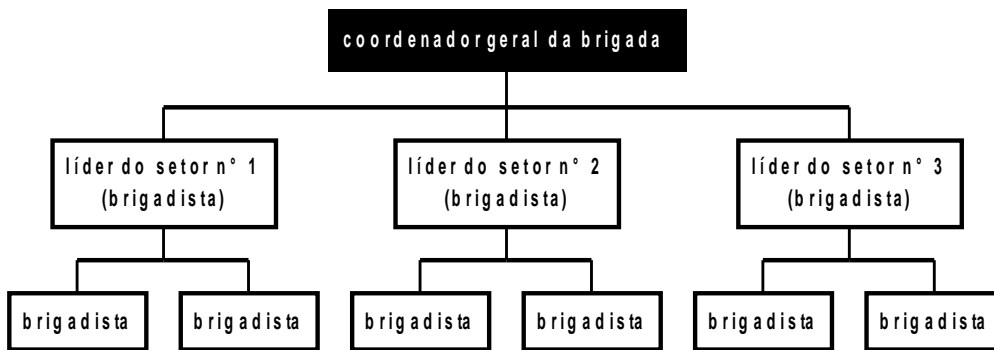 coordenador geral da brigada
líder do setor n° 1
(brigadista)
líder do setor n° 2
(brigadista)
líder do setor n° 3
(brigadista)
brigadista
brigadista
brigadista
brigadista
brigadista
brigadista